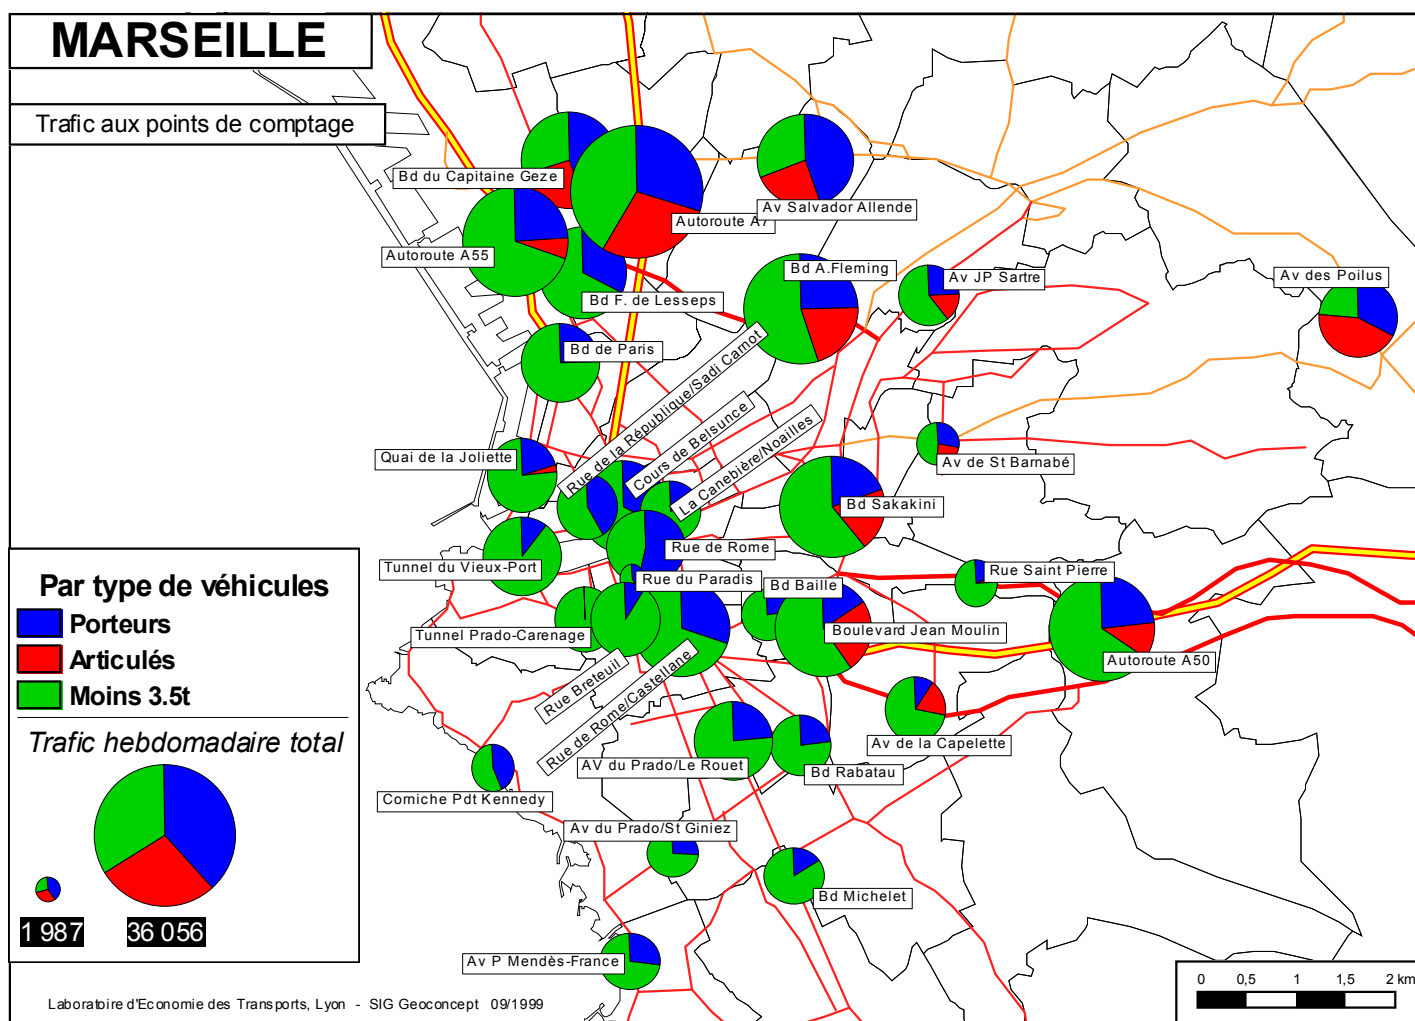 MARSEILLE
Trafic aux points de comptage
Bd du Capitaine Geze
Autoroute A7
Av Salvador Allende
Autoroute A55
Bd F. de Lesseps
Bd A.Fleming
Av JP Sartre
Av des Poilus
Bd de Paris
Rue de la République/Sadi Carnot
Cours de Belsunce
La Canebière/Noailles
Quai de la Joliette
Av de St Barnabé
Bd Sakakini
Rue de Rome
Tunnel du Vieux-Port
Rue du Paradis
Bd Baille
Rue Saint Pierre
Tunnel Prado-Carenage
Boulevard Jean Moulin
Autoroute A50
Rue Breteuil
Rue de Rome/Castellane
Av de la Capelette
AV du Prado/Le Rouet
Bd Rabatau
Corniche Pdt Kennedy
Av du Prado/St Giniez
Bd Michelet
Av P Mendès-France
Par type de véhicules
Porteurs
Articulés
Moins 3.5t
Trafic hebdomadaire total
1 987 36 056
Laboratoire d'Economie des Transports, Lyon - SIG Geoconcept 09/1999
0 0,5 1 1,5 2 km